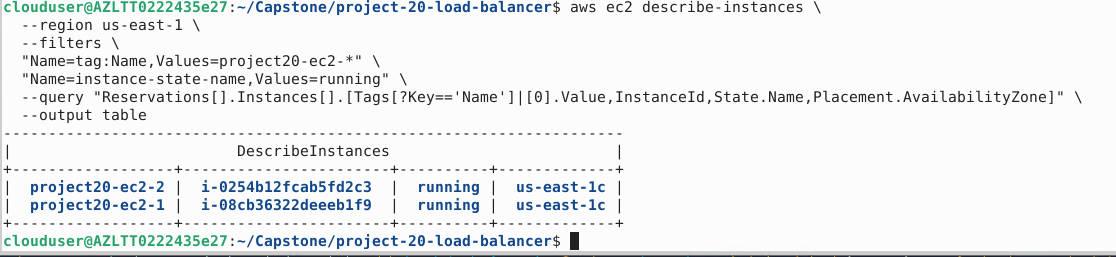 clouduser@AZLTT0222435e27:~/Capstone/project-20-load-balancer$ aws ec2 describe-instances \
  --region us-east-1 \
  --filters \
  "Name=tag:Name,Values=project20-ec2-*" \
  "Name=instance-state-name,Values=running" \
  --query "Reservations[].Instances[].[Tags[?Key=='Name']|[0].Value,InstanceId,State.Name,Placement.AvailabilityZone]" \
  --output table
---------------------------------------------------------------------
|                         DescribeInstances                         |
+------------------+-----------------------+----------+-------------+
|  project20-ec2-2 |  i-0254b12fcab5fd2c3  |  running |  us-east-1c |
|  project20-ec2-1 |  i-08cb36322deeeb1f9  |  running |  us-east-1c |
+------------------+-----------------------+----------+-------------+
clouduser@AZLTT0222435e27:~/Capstone/project-20-load-balancer$